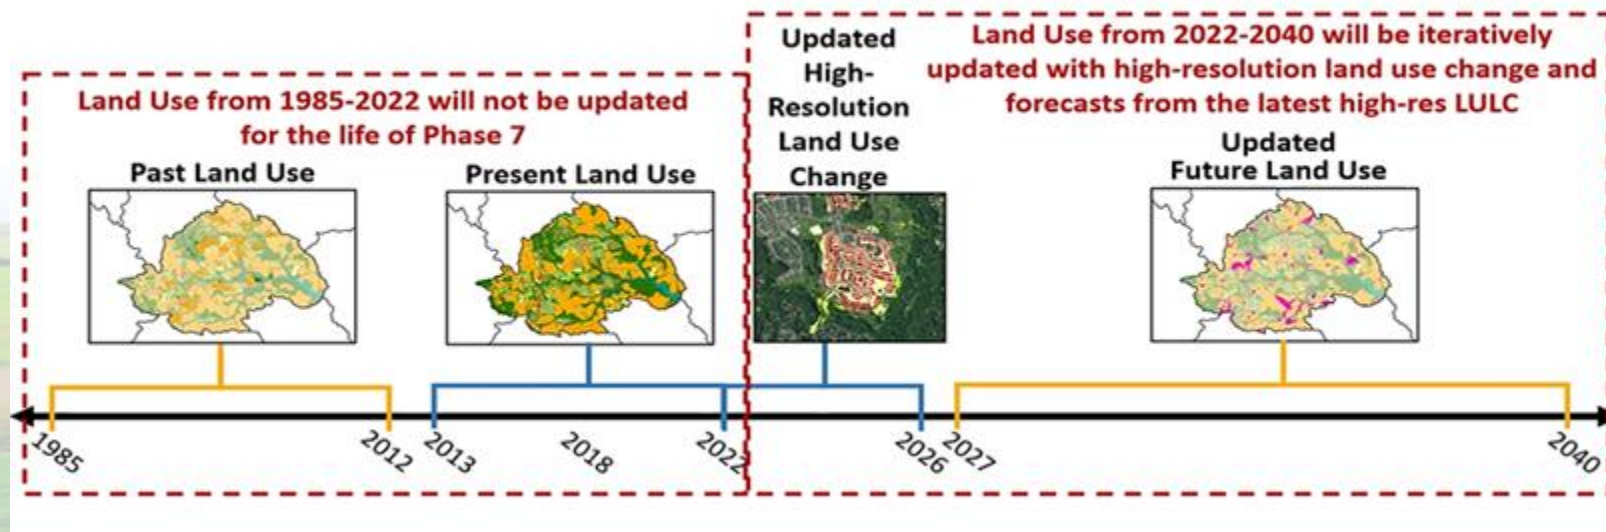 Land Use from 1985-2022 will not be updated
for the life of Phase 7
Past Land Use
Present Land Use
Updated
High-
Resolution
Land Use
Change
Land Use from 2022-2040 will be iteratively
updated with high-resolution land use change and
forecasts from the latest high-res LULC
Updated
Future Land Use
1985
2012
2013
2018
2022
2026
2027
2040